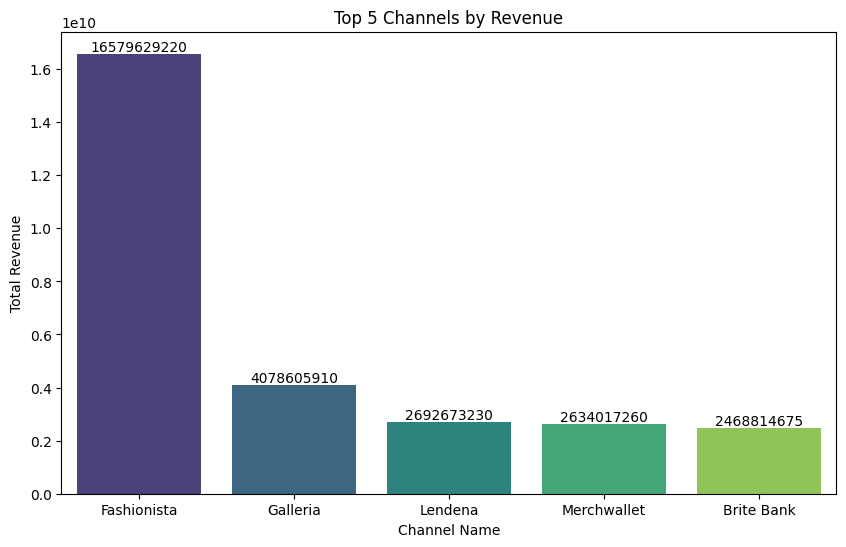 Top 5 Channels by Revenue
1e10
16579629220
1.6
1.4
1.2
1.0
0.8
0.6
0.4
0.2
0.0
Total Revenue
4078605910
2692673230
2634017260
2468814675
Fashionista
Galleria
Lendena
Merchwallet
Brite Bank
Channel Name